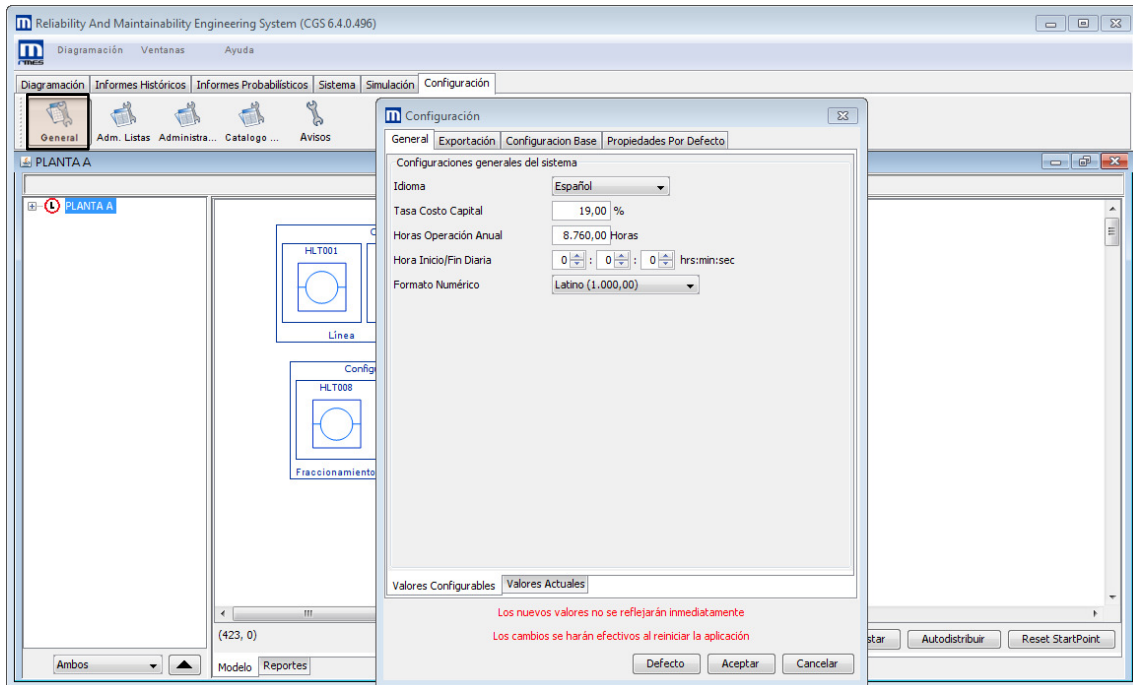 Reliability And Maintainability Engineering System (CGS 6.4.0.496)
Diagramación Ventanas Ayuda
Diagramación Informes Históricos Informes Probabilísticos Sistema Simulación Configuración
General Adm. Listas Administra... Catalogo ... Avisos
PLANTA A
PLANTA A
HLT001
Línea
HLT008
Fraccionamiento
(423, 0)
Autodistribuir Reset StartPoint
Ambos
Modelo Reportes
Configuración
General Exportación Configuracion Base Propiedades Por Defecto
Configuraciones generales del sistema
Idioma Español
Tasa Costo Capital 19,00 %
Horas Operación Anual 8.760,00 Horas
Hora Inicio/Fin Diaria 0 : 0 : 0 hrs:min:sec
Formato Numérico Latino (1.000,00)
Valores Configurables Valores Actuales
Los nuevos valores no se reflejarán inmediatamente
Los cambios se harán efectivos al reiniciar la aplicación
Defecto Aceptar Cancelar